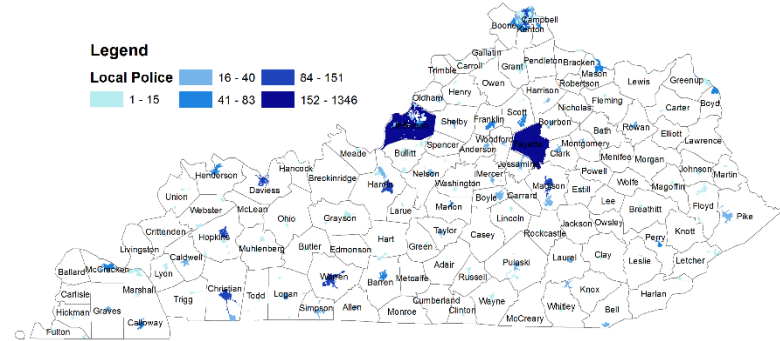 Legend
Local Police
1 - 15
16 - 40
41 - 83
84 - 151
152 - 1346
Boone
Campbell
Kenton
Gallatin
Pendleton
Bracken
Trimble
Carroll
Grant
Mason
Owen
Robertson
Lewis
Greenup
Oldham
Henry
Harrison
Fleming
Carter
Boyd
Nicholas
Shelby
Franklin
Scott
Bourbon
Bath
Rowan
Elliott
Lawrence
Spencer
Woodford
Fayette
Montgomery
Anderson
Clark
Menifee
Morgan
Meade
Bullitt
Jessamine
Johnson
Martin
Hancock
Breckinridge
Nelson
Mercer
Powell
Henderson
Daviess
Hardin
Washington
Madison
Estill
Wolfe
Magoffin
Union
Webster
McLean
Ohio
Grayson
Larue
Marion
Boyle
Garrard
Lee
Breathitt
Floyd
Pike
Crittenden
Hopkins
Lincoln
Jackson
Owsley
Knott
Livingston
Caldwell
Muhlenberg
Butler
Edmonson
Hart
Green
Taylor
Casey
Rockcastle
Perry
Ballard
McCracken
Lyon
Adair
Pulaski
Laurel
Clay
Leslie
Letcher
Carlisle
Marshall
Trigg
Christian
Todd
Logan
Warren
Barren
Metcalfe
Russell
Knox
Harlan
Hickman
Graves
Calloway
Simpson
Allen
Monroe
Cumberland
Clinton
Wayne
McCreary
Whitley
Bell
Fulton